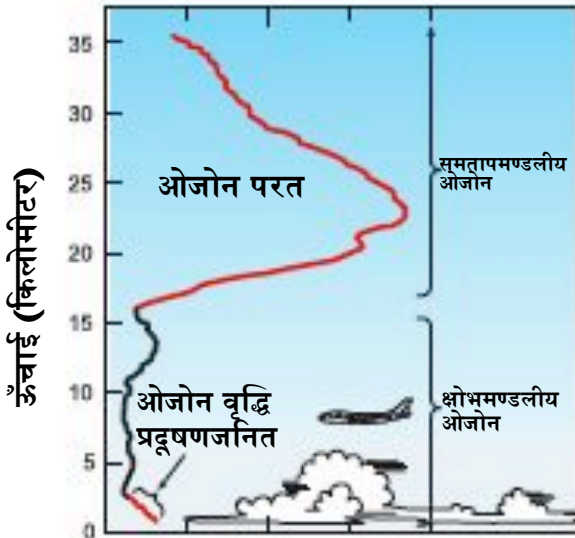 ऊँचाई (किलोमीटर)
35
30
25
20
15
10
5
0
ओजोन परत
समतापमण्डलीय
ओजोन
ओजोन वृद्धि
प्रदूषणजनित
क्षोभमण्डलीय
ओजोन